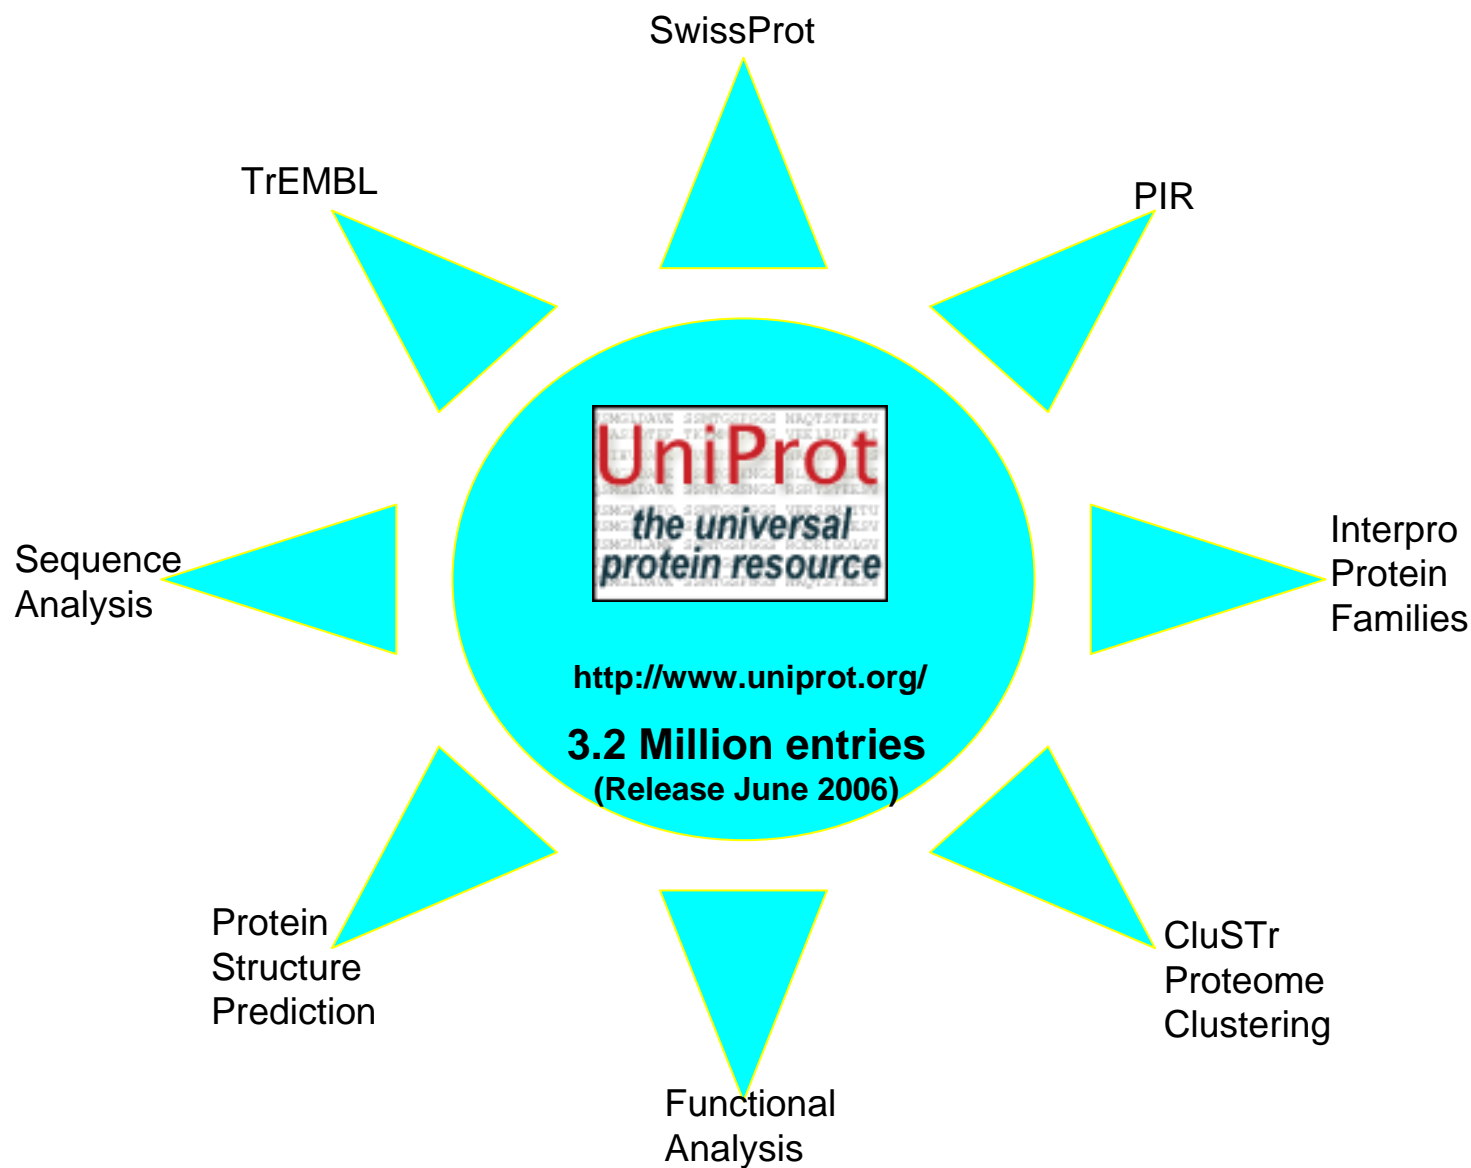 SwissProt
TrEMBL
PIR
UniProt
the universal
protein resource
Sequence
Analysis
Interpro
Protein
Families
http://www.uniprot.org/
3.2 Million entries
(Release June 2006)
Protein
Structure
Prediction
CluSTr
Proteome
Clustering
Functional
Analysis